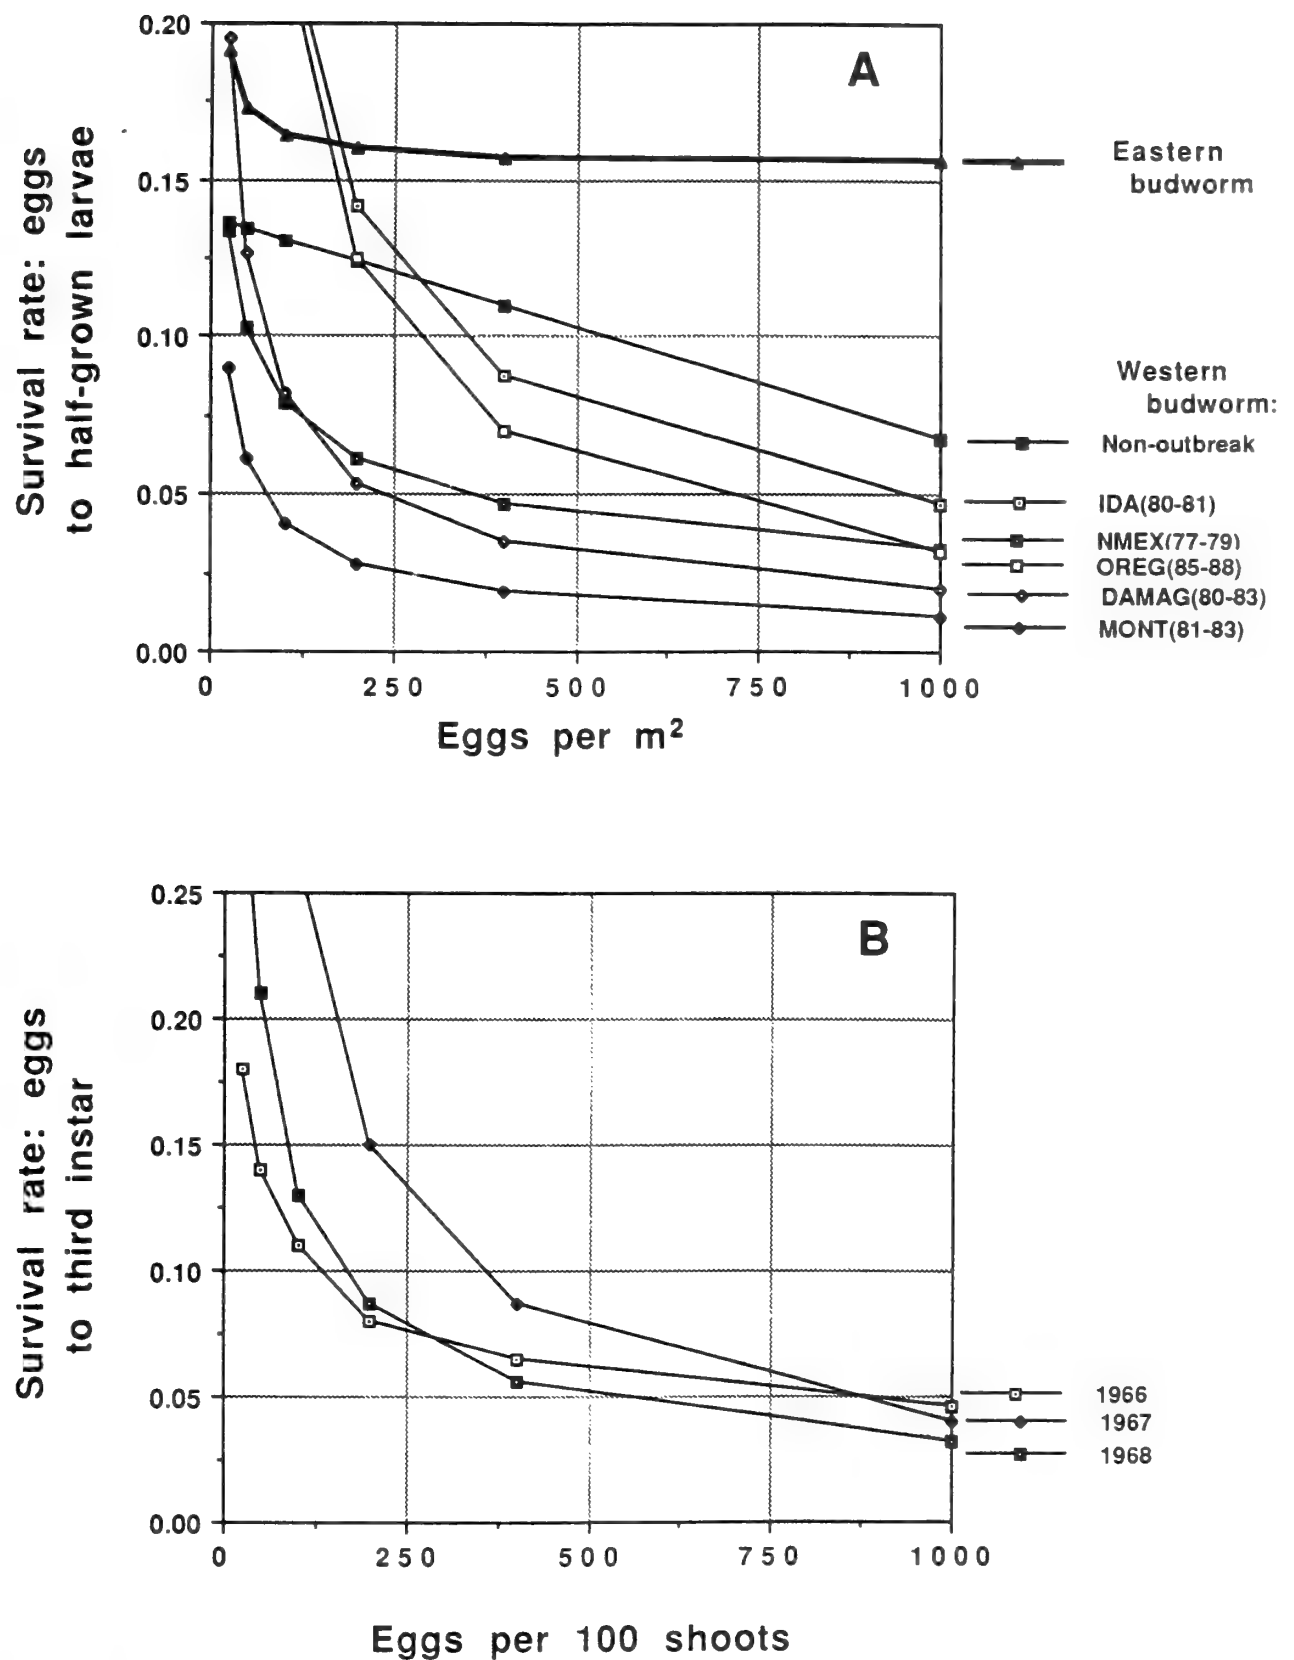 0.20
A
0.15
0.10
0.05
0.00
Survival rate: eggs
to half-grown larvae
0 250 500 750 1000
Eggs per m²
Eastern
budworm
Western
budworm:
Non-outbreak
IDA(80-81)
NMEX(77-79)
OREG(85-88)
DAMAG(80-83)
MONT(81-83)
0.25
B
0.20
0.15
0.10
0.05
0.00
Survival rate: eggs
to third instar
1966
1967
1968
0 250 500 750 1000
Eggs per 100 shoots